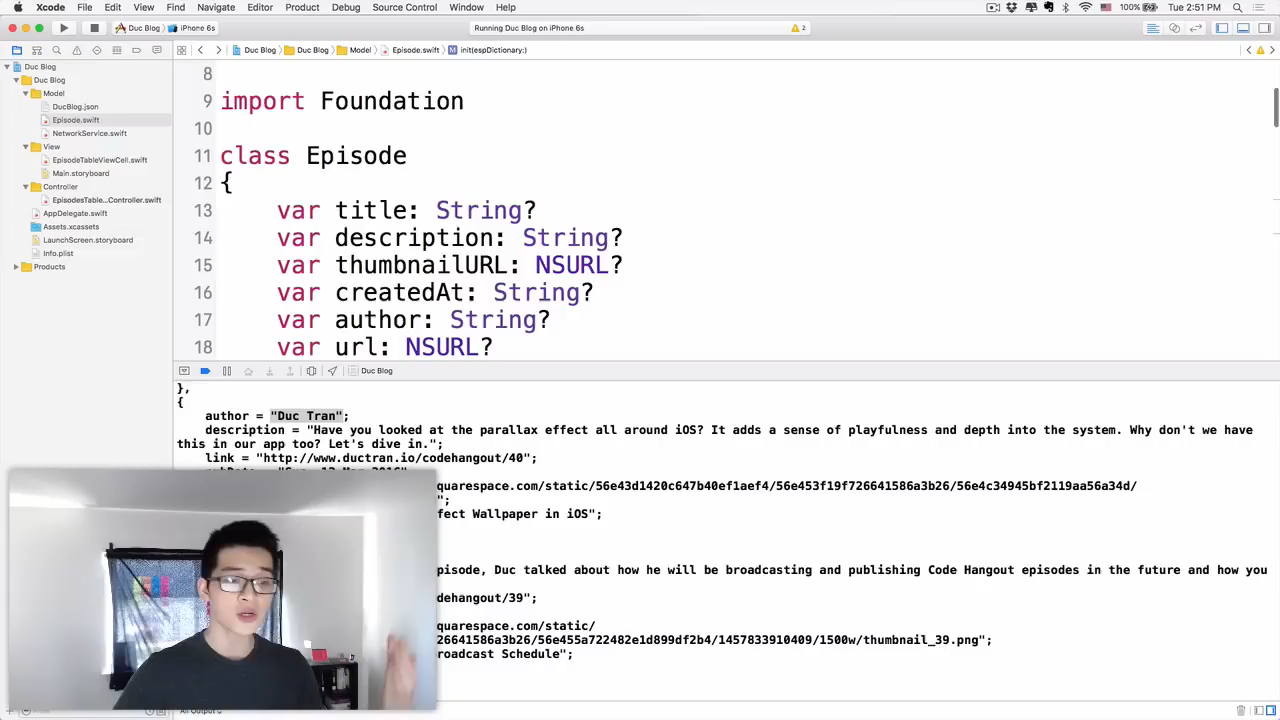 Xcode File Edit View Find Navigate Editor Product Debug Source Control Window Help 100% Tue 2:51 PM
Duc Blog iPhone 6s Running Duc Blog on iPhone 6s 2
Duc Blog Duc Blog Model Episode.swift M init(espDictionary:)
Duc Blog
Duc Blog
Model
DucBlog.json
Episode.swift
NetworkService.swift
View
EpisodeTableViewCell.swift
Main.storyboard
Controller
EpisodesTable...Controller.swift
AppDelegate.swift
Assets.xcassets
LaunchScreen.storyboard
Info.plist
Products
8
9 import Foundation
10
11 class Episode
12 {
13 var title: String?
14 var description: String?
15 var thumbnailURL: NSURL?
16 var createdAt: String?
17 var author: String?
18 var url: NSURL?
Duc Blog
},
{
author = "Duc Tran";
description = "Have you looked at the parallax effect all around iOS? It adds a sense of playfulness and depth into the system. Why don't we have
this in our app too? Let's dive in.";
link = "http://www.ductran.io/codehangout/40";
quarespace.com/static/56e43d1420c647b40ef1aef4/56e453f19f726641586a3b26/56e4c34945bf2119aa56a34d/
";
fect Wallpaper in iOS";
pisode, Duc talked about how he will be broadcasting and publishing Code Hangout episodes in the future and how you
dehangout/39";
quarespace.com/static/
26641586a3b26/56e455a722482e1d899df2b4/1457833910409/1500w/thumbnail_39.png";
roadcast Schedule";